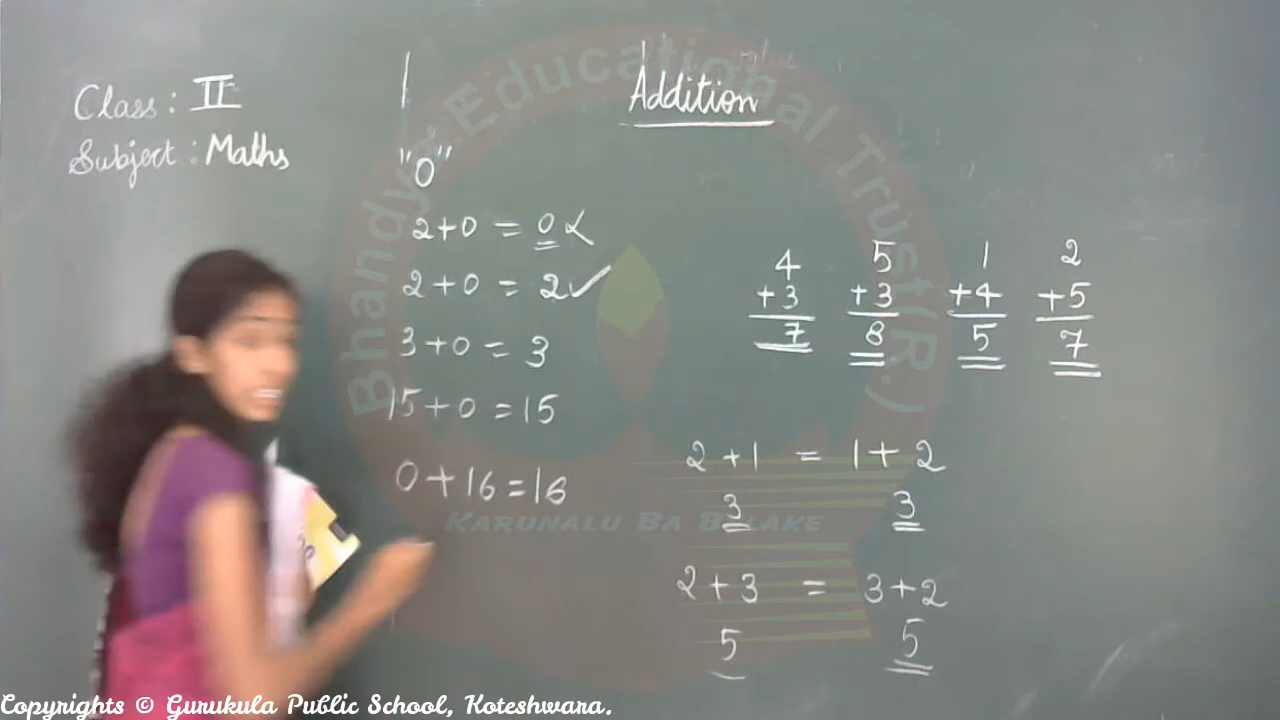 Class : II
Subject : Maths
Addition
"0"
2+0 = 0 ✗
2+0 = 2 ✓
3+0 = 3
15+0 = 15
0+16=16
4 5 1 2
+3 +3 +4 +5
7 8 5 7
2+1 = 1+2
3 3
2+3 = 3+2
5 5
Educational Trust (R.)
KARUNALU BA BELAKE
Copyrights © Gurukula Public School, Koteshwara.